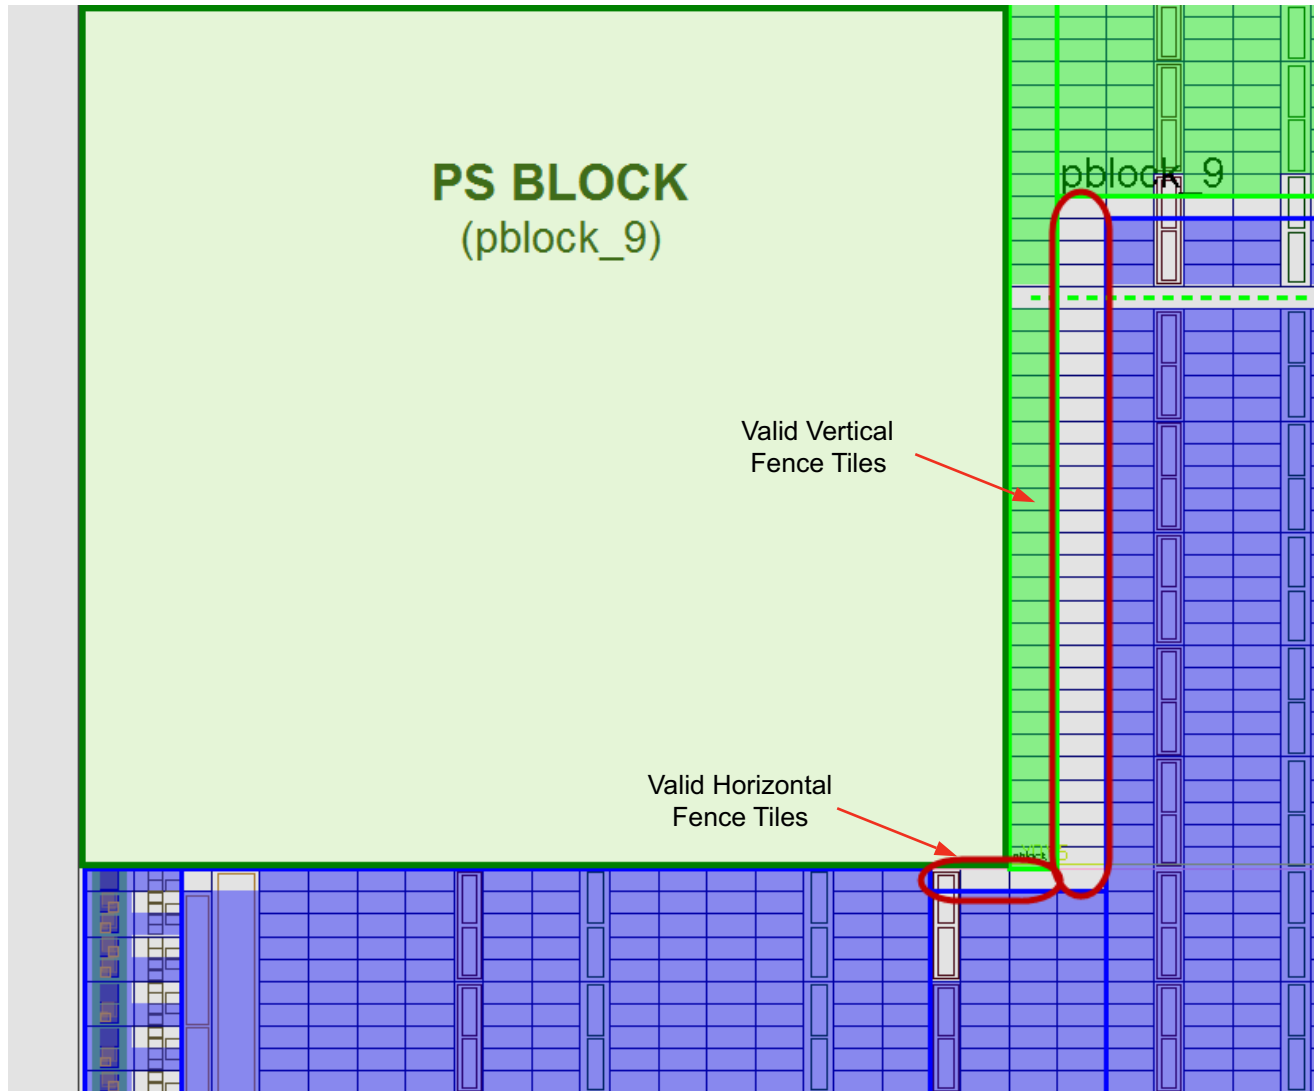 PS BLOCK
(pblock_9)
pblock_9
Valid Vertical
Fence Tiles
Valid Horizontal
Fence Tiles